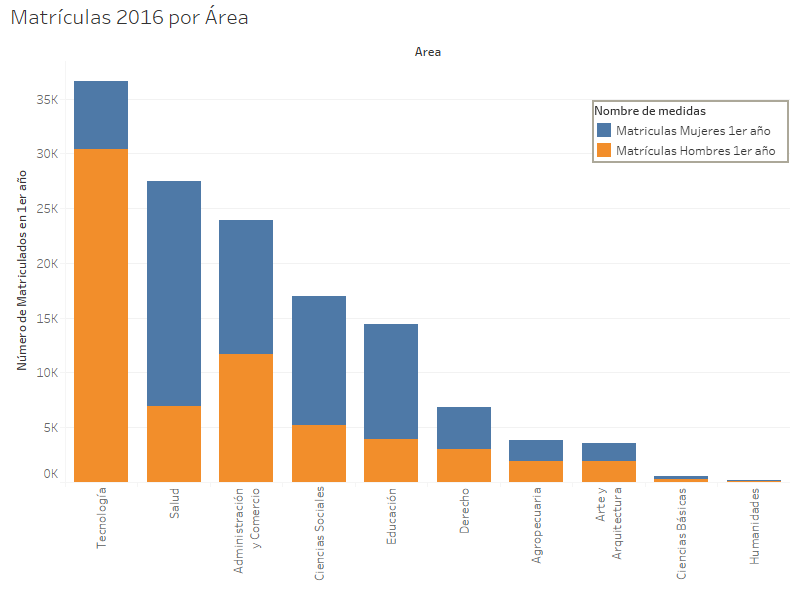 Matrículas 2016 por Área
Area
Nombre de medidas
Matriculas Mujeres 1er año
Matrículas Hombres 1er año
Número de Matriculados en 1er año
35K
30K
25K
20K
15K
10K
5K
0K
Tecnología
Salud
Administración
y Comercio
Ciencias Sociales
Educación
Derecho
Agropecuaria
Arte y
Arquitectura
Ciencias Básicas
Humanidades